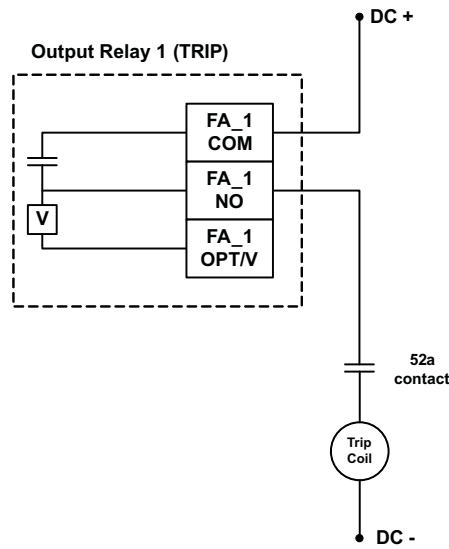 DC +
Output Relay 1 (TRIP)
FA_1
COM
FA_1
NO
V
FA_1
OPT/V
52a
contact
Trip
Coil
DC -